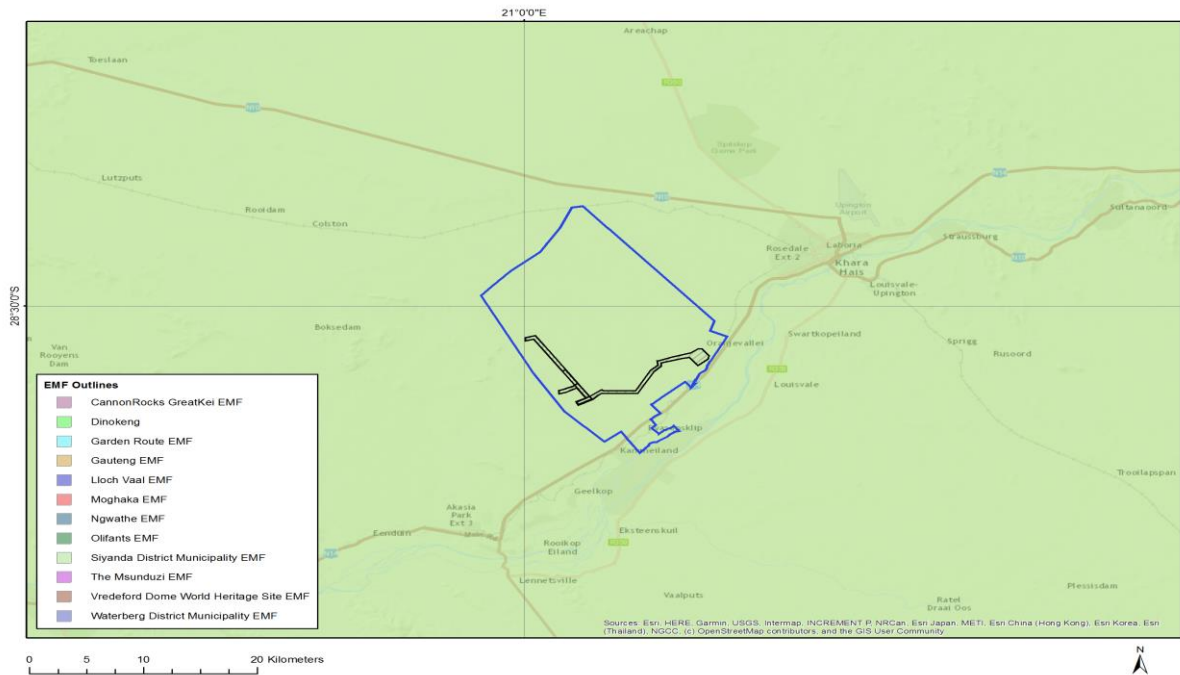 21°0'0"E
Areachap
Toeslaan
Lutzputs
Rooidam
Colston
Upington
Airport
Sultanaoord
Straussburg
Rosedale
Ext 2
Laboria
Khara
Hais
Louisvale-
Upington
28°30'0"S
Boksedam
Swartkopeiland
Oranjevallei
Sprigg
Rusoord
Van
Rooyens
Dam
Louisvale
EMF Outlines
CannonRocks GreatKei EMF
Dinokeng
Garden Route EMF
Gauteng EMF
Lloch Vaal EMF
Moghaka EMF
Ngwathe EMF
Olifants EMF
Siyanda District Municipality EMF
The Msunduzi EMF
Vredeford Dome World Heritage Site EMF
Waterberg District Municipality EMF
Kanoneiland
Trooilapspan
Geelkop
Akasia
Park
Ext 3
Eenduin
Eksteenskuil
Rooikop
Eiland
Lennetsville
Vaalputs
Plessisdam
Ratel
Draai Oos
Sources: Esri, HERE, Garmin, USGS, Intermap, INCREMENT P, NRCan, Esri Japan, METI, Esri China (Hong Kong), Esri Korea, Esri
(Thailand), NGCC, (c) OpenStreetMap contributors, and the GIS User Community
0 5 10 20 Kilometers
N